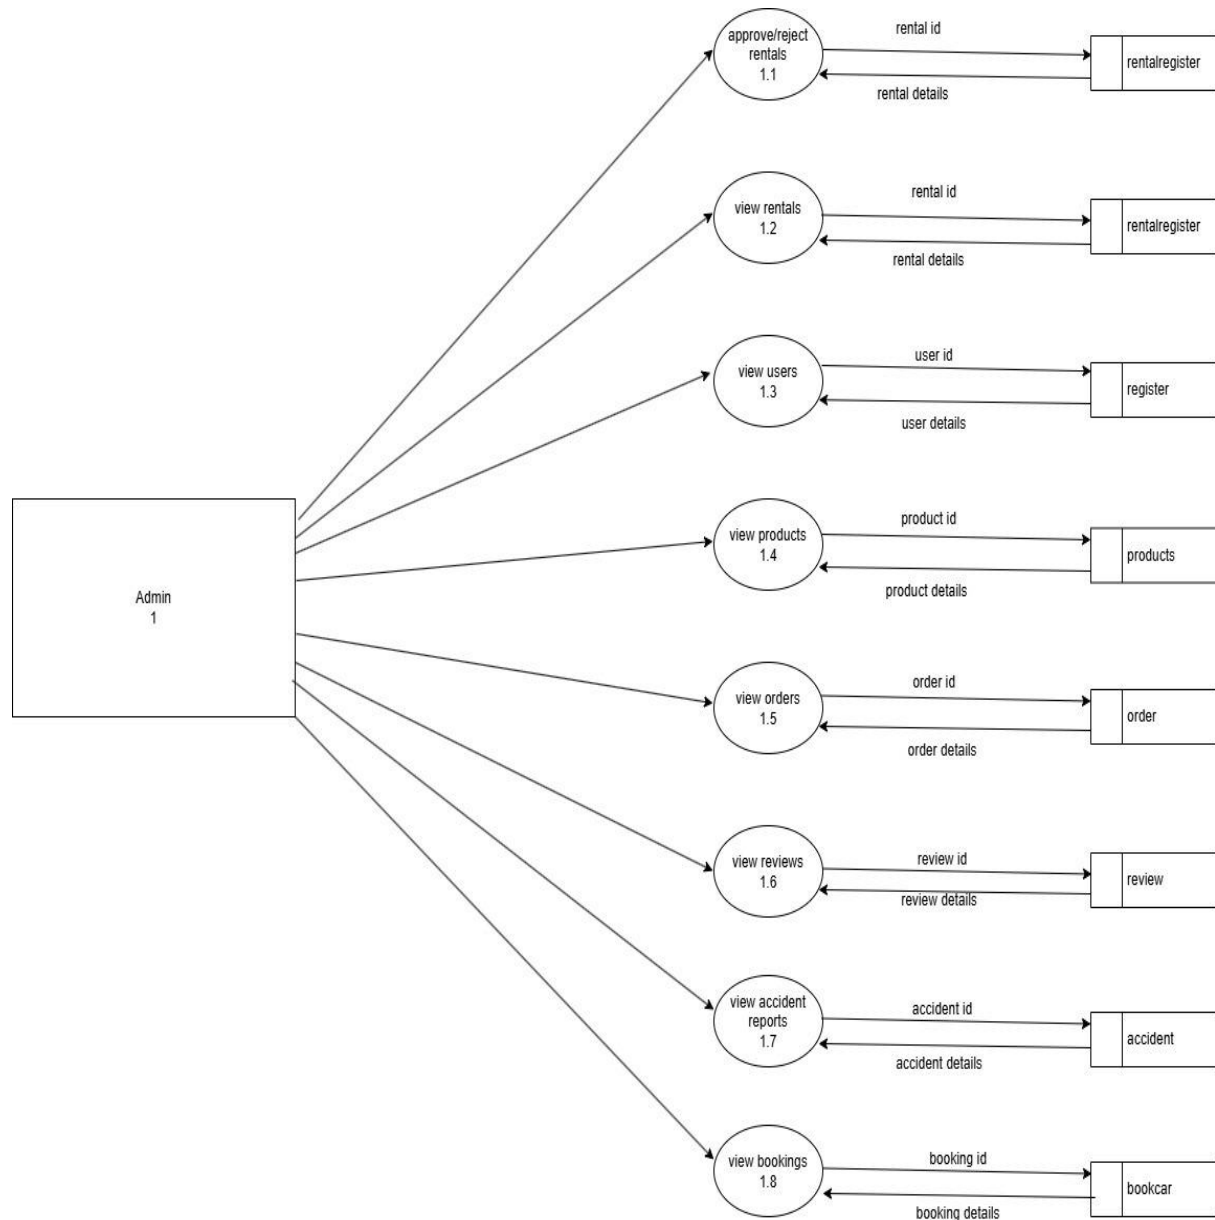 approve/reject
rentals
1.1
rental id
rental details
rentalregister
view rentals
1.2
rental id
rental details
rentalregister
view users
1.3
user id
user details
register
Admin
1
view products
1.4
product id
product details
products
view orders
1.5
order id
order details
order
view reviews
1.6
review id
review details
review
view accident
reports
1.7
accident id
accident details
accident
view bookings
1.8
booking id
booking details
bookcar